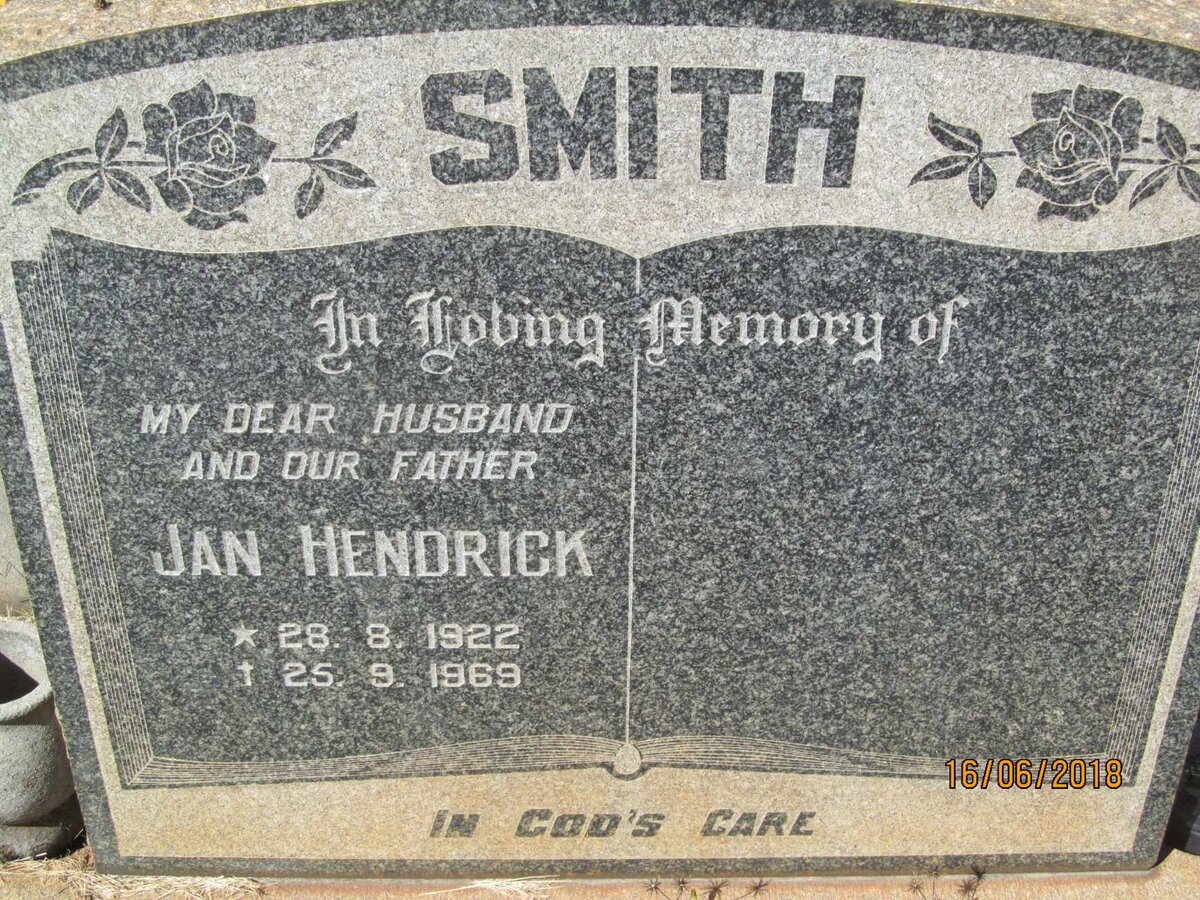 SMITH
In Loving Memory of
MY DEAR HUSBAND
AND OUR FATHER
JAN HENDRICK
★ 28. 8. 1922
✝ 25. 9. 1969
16/06/2018
IN GOD'S CARE